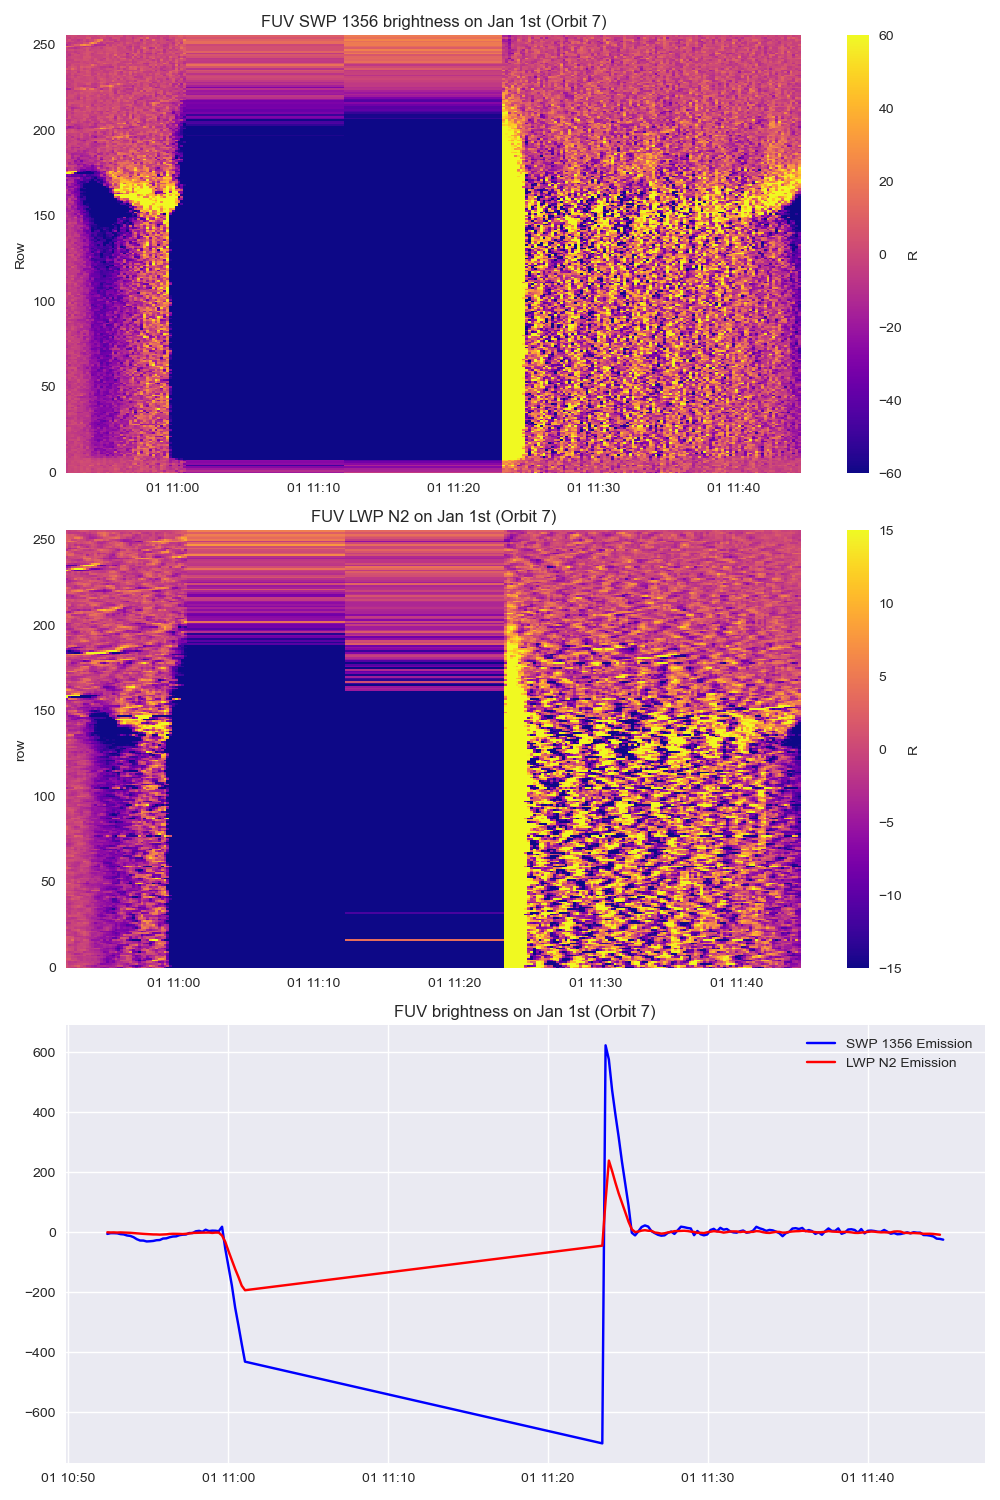 FUV SWP 1356 brightness on Jan 1st (Orbit 7)
250
200
150
100
50
0
Row
01 11:00 01 11:10 01 11:20 01 11:30 01 11:40
60
40
20
0
−20
−40
−60
R
FUV LWP N2 on Jan 1st (Orbit 7)
250
200
150
100
50
0
row
01 11:00 01 11:10 01 11:20 01 11:30 01 11:40
15
10
5
0
−5
−10
−15
R
FUV brightness on Jan 1st (Orbit 7)
600
400
200
0
−200
−400
−600
SWP 1356 Emission
LWP N2 Emission
01 10:50 01 11:00 01 11:10 01 11:20 01 11:30 01 11:40